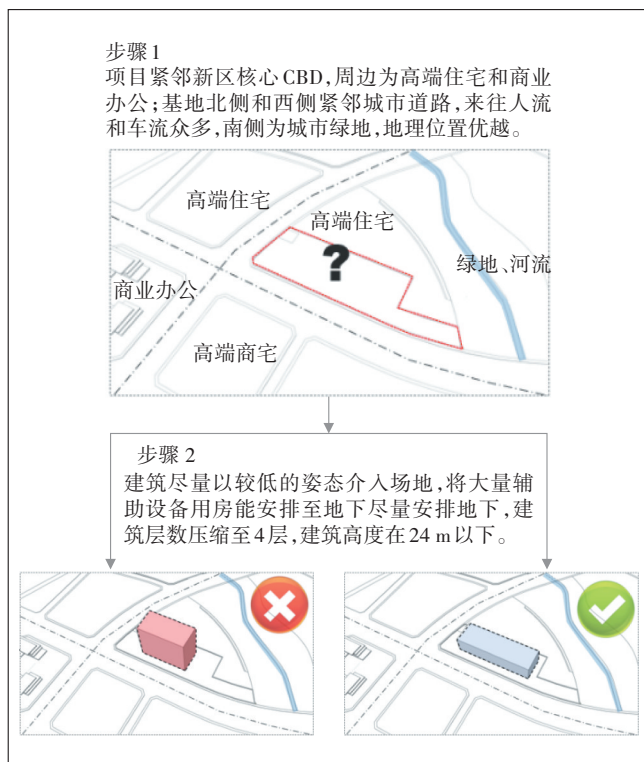 步骤1
项目紧邻新区核心CBD,周边为高端住宅和商业
办公;基地北侧和西侧紧邻城市道路,来往人流
和车流众多,南侧为城市绿地,地理位置优越。
高端住宅
高端住宅
?
绿地、河流
商业办公
高端商宅
步骤 2
建筑尽量以较低的姿态介入场地,将大量辅
助设备用房能安排至地下尽量安排地下,建
筑层数压缩至4层,建筑高度在24 m以下。